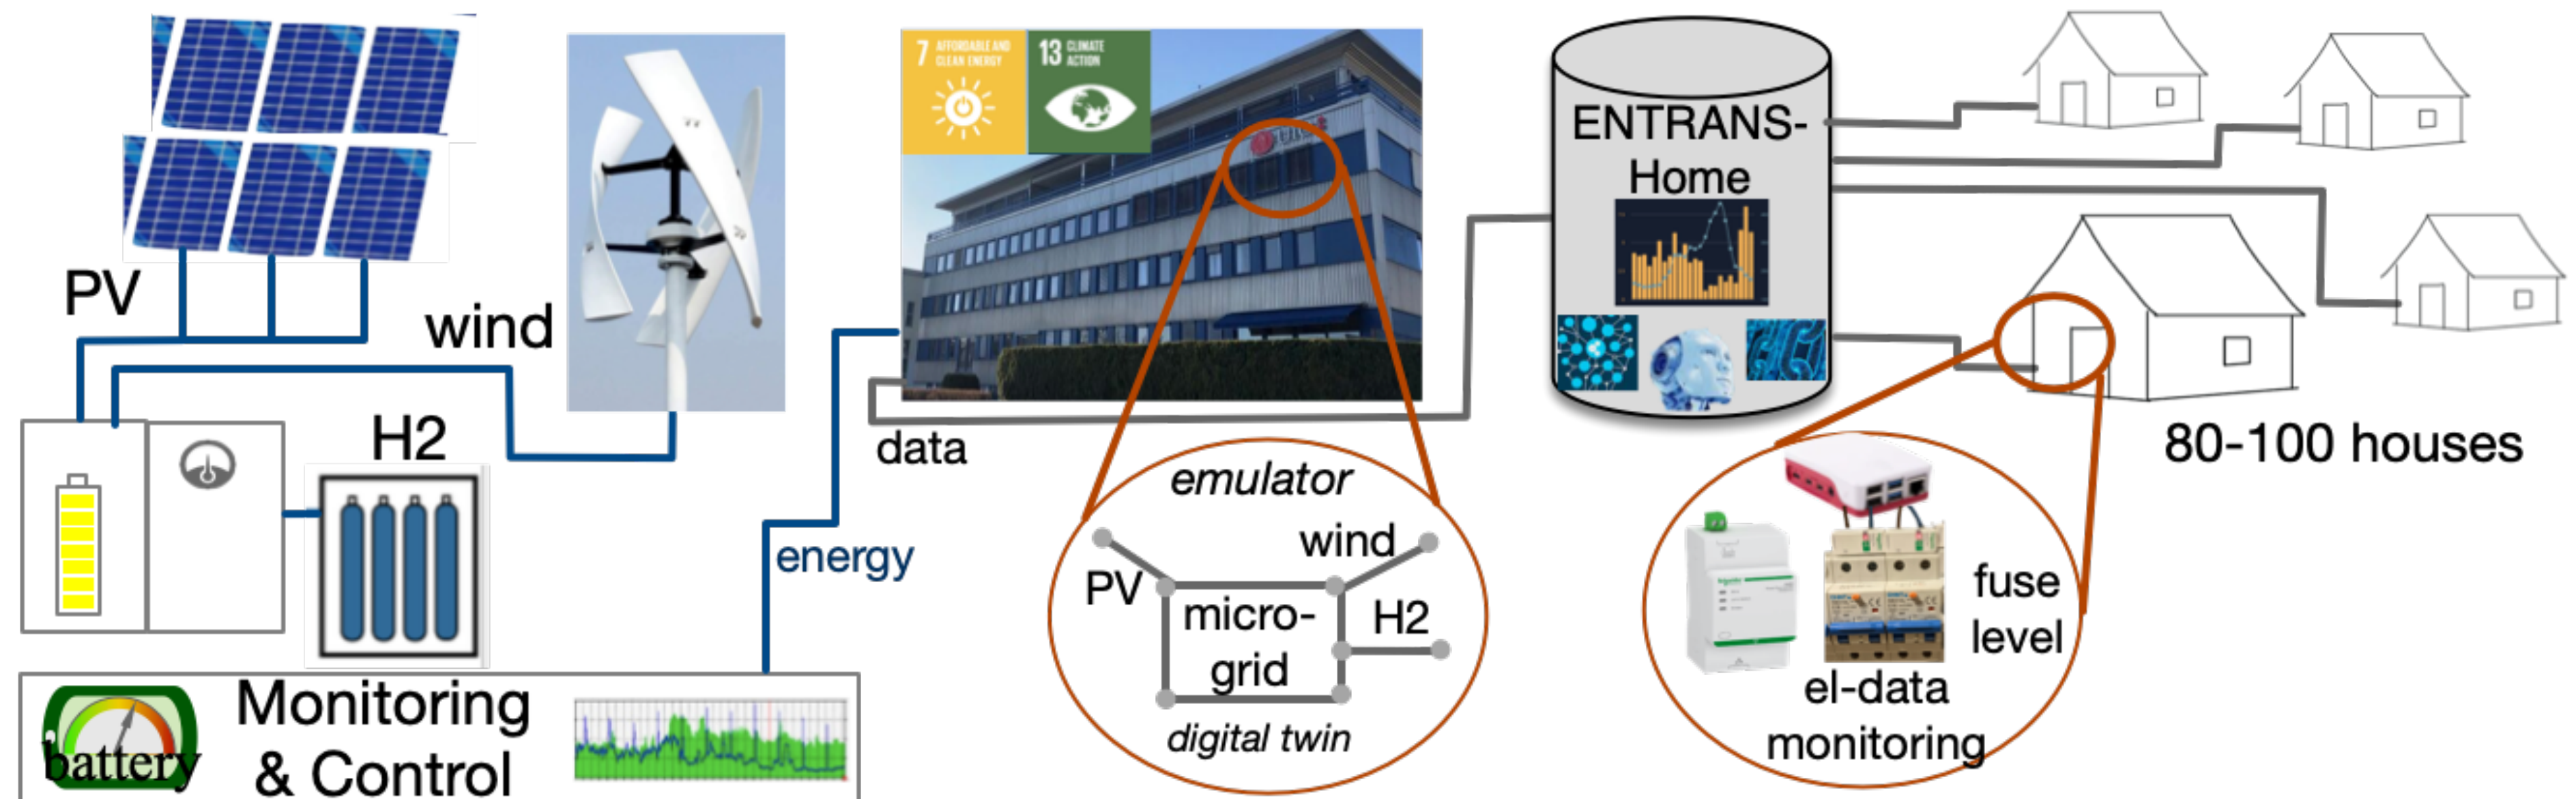 PV
wind
H2
battery
Monitoring
& Control
energy
data
7 AFFORDABLE AND
CLEAN ENERGY
13 CLIMATE
ACTION
emulator
PV
wind
micro-
grid
H2
digital twin
ENTRANS-
Home
80-100 houses
fuse
level
el-data
monitoring